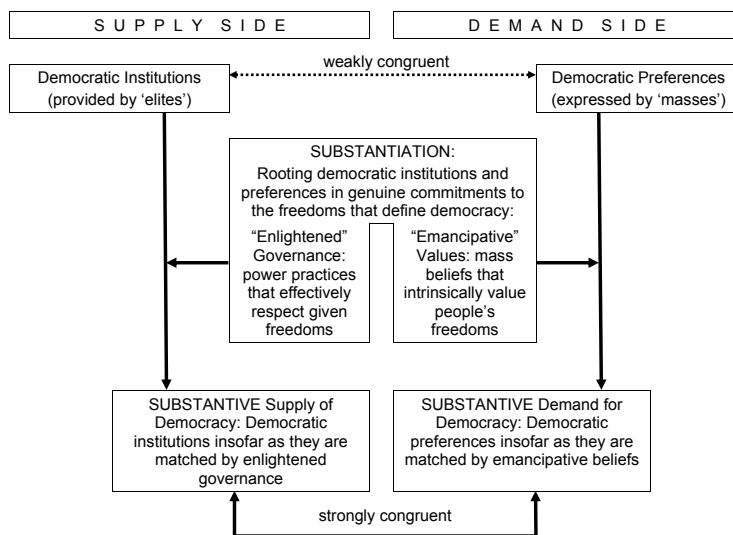 SUPPLY SIDE
DEMAND SIDE
weakly congruent
Democratic Institutions
(provided by ‘elites’)
Democratic Preferences
(expressed by ‘masses’)
SUBSTANTIATION:
Rooting democratic institutions and
preferences in genuine commitments to
the freedoms that define democracy:
“Enlightened”
Governance:
power practices
that effectively
respect given
freedoms
“Emancipative”
Values: mass
beliefs that
intrinsically value
people’s
freedoms
SUBSTANTIVE Supply of
Democracy: Democratic
institutions insofar as they are
matched by enlightened
governance
SUBSTANTIVE Demand for
Democracy: Democratic
preferences insofar as they are
matched by emancipative beliefs
strongly congruent